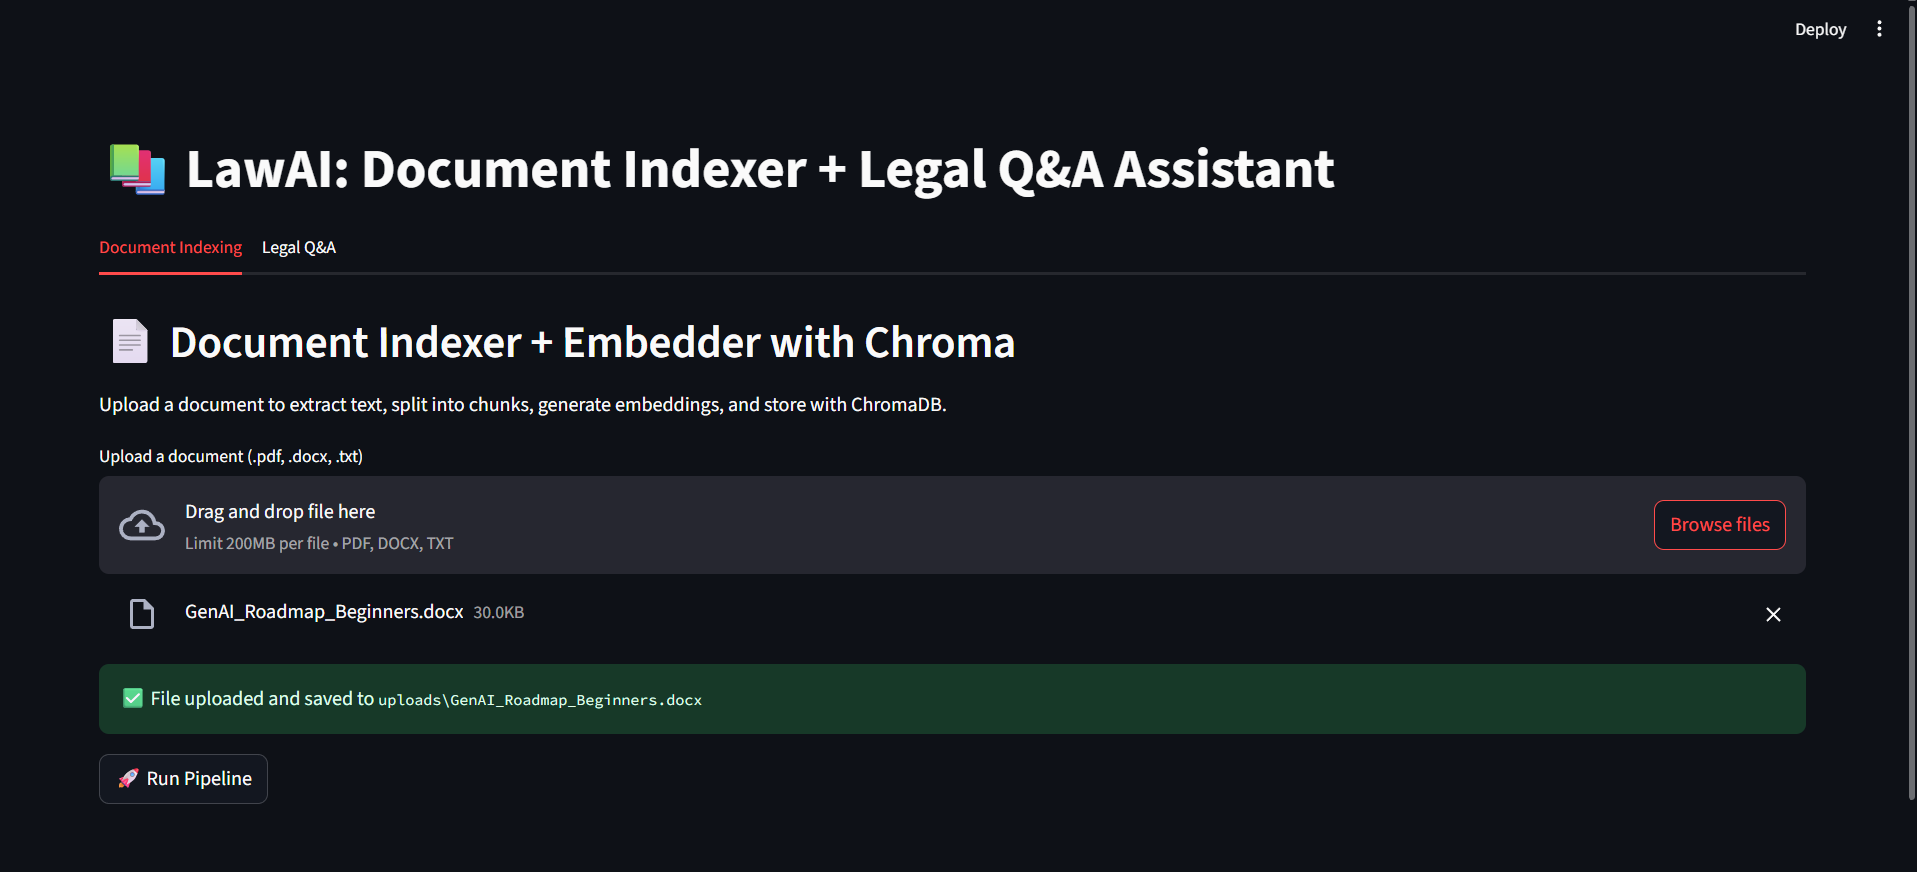 Deploy
LawAI: Document Indexer + Legal Q&A Assistant
Document Indexing Legal Q&A
Document Indexer + Embedder with Chroma
Upload a document to extract text, split into chunks, generate embeddings, and store with ChromaDB.
Upload a document (.pdf, .docx, .txt)
Drag and drop file here
Limit 200MB per file • PDF, DOCX, TXT
Browse files
GenAI_Roadmap_Beginners.docx 30.0KB
File uploaded and saved to uploads\GenAI_Roadmap_Beginners.docx
Run Pipeline